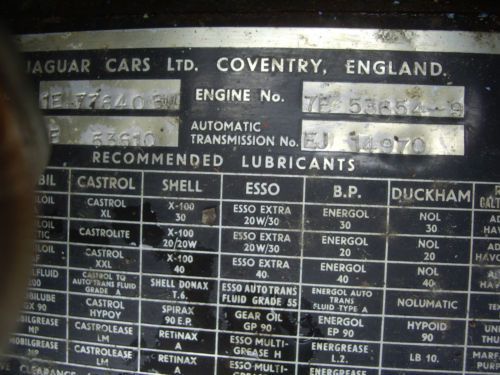 JAGUAR CARS LTD. COVENTRY, ENGLAND.
1E 77640 BW ENGINE No. 7E 53654-9
53610 AUTOMATIC TRANSMISSION No. EJ 14970
RECOMMENDED LUBRICANTS
CASTROL SHELL ESSO B.P. DUCKHAM
CASTROL XL X-100 30 ESSO EXTRA 20W/30 ENERGOL 30 NOL 30
CASTROLITE X-100 20/20W ESSO EXTRA 20W/30 ENERGOL 20 NOL 20
CASTROL XXL X-100 40 ESSO EXTRA 40 ENERGOL 40 NOL 40
CASTROL TQ AUTO TRANS FLUID GRADE A SHELL DONAX T.6. ESSO AUTO TRANS FLUID GRADE 55 ENERGOL AUTO TRANS FLUID TYPE A NOLUMATIC
CASTROL HYPOY SPIRAX 90 E.P. GEAR OIL GP 90 ENERGOL EP 90 HYPOID 90
CASTROLEASE LM RETINAX A ESSO MULTI-GREASE H ENERGREASE L.2. LB 10.
CASTROLEASE LM RETINAX A ESSO MULTI- ENERGREASE
CLEARANCE